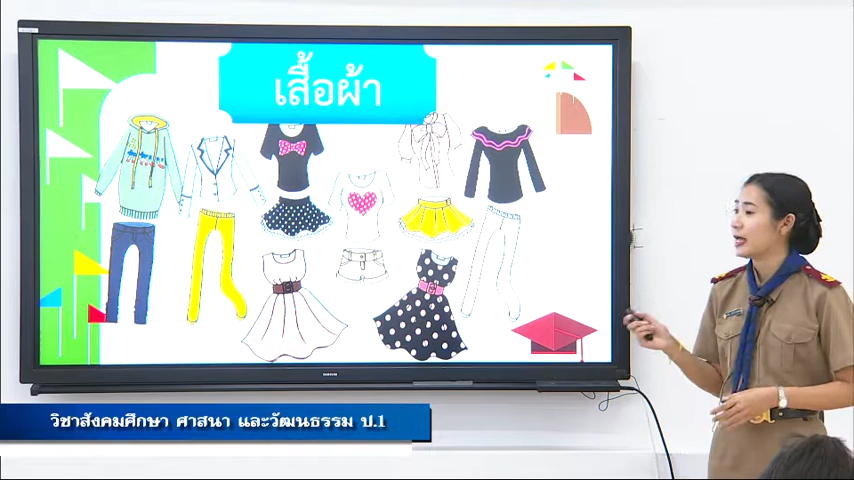 เสื้อผ้า
วิชาสังคมศึกษา ศาสนา และวัฒนธรรม ป.1